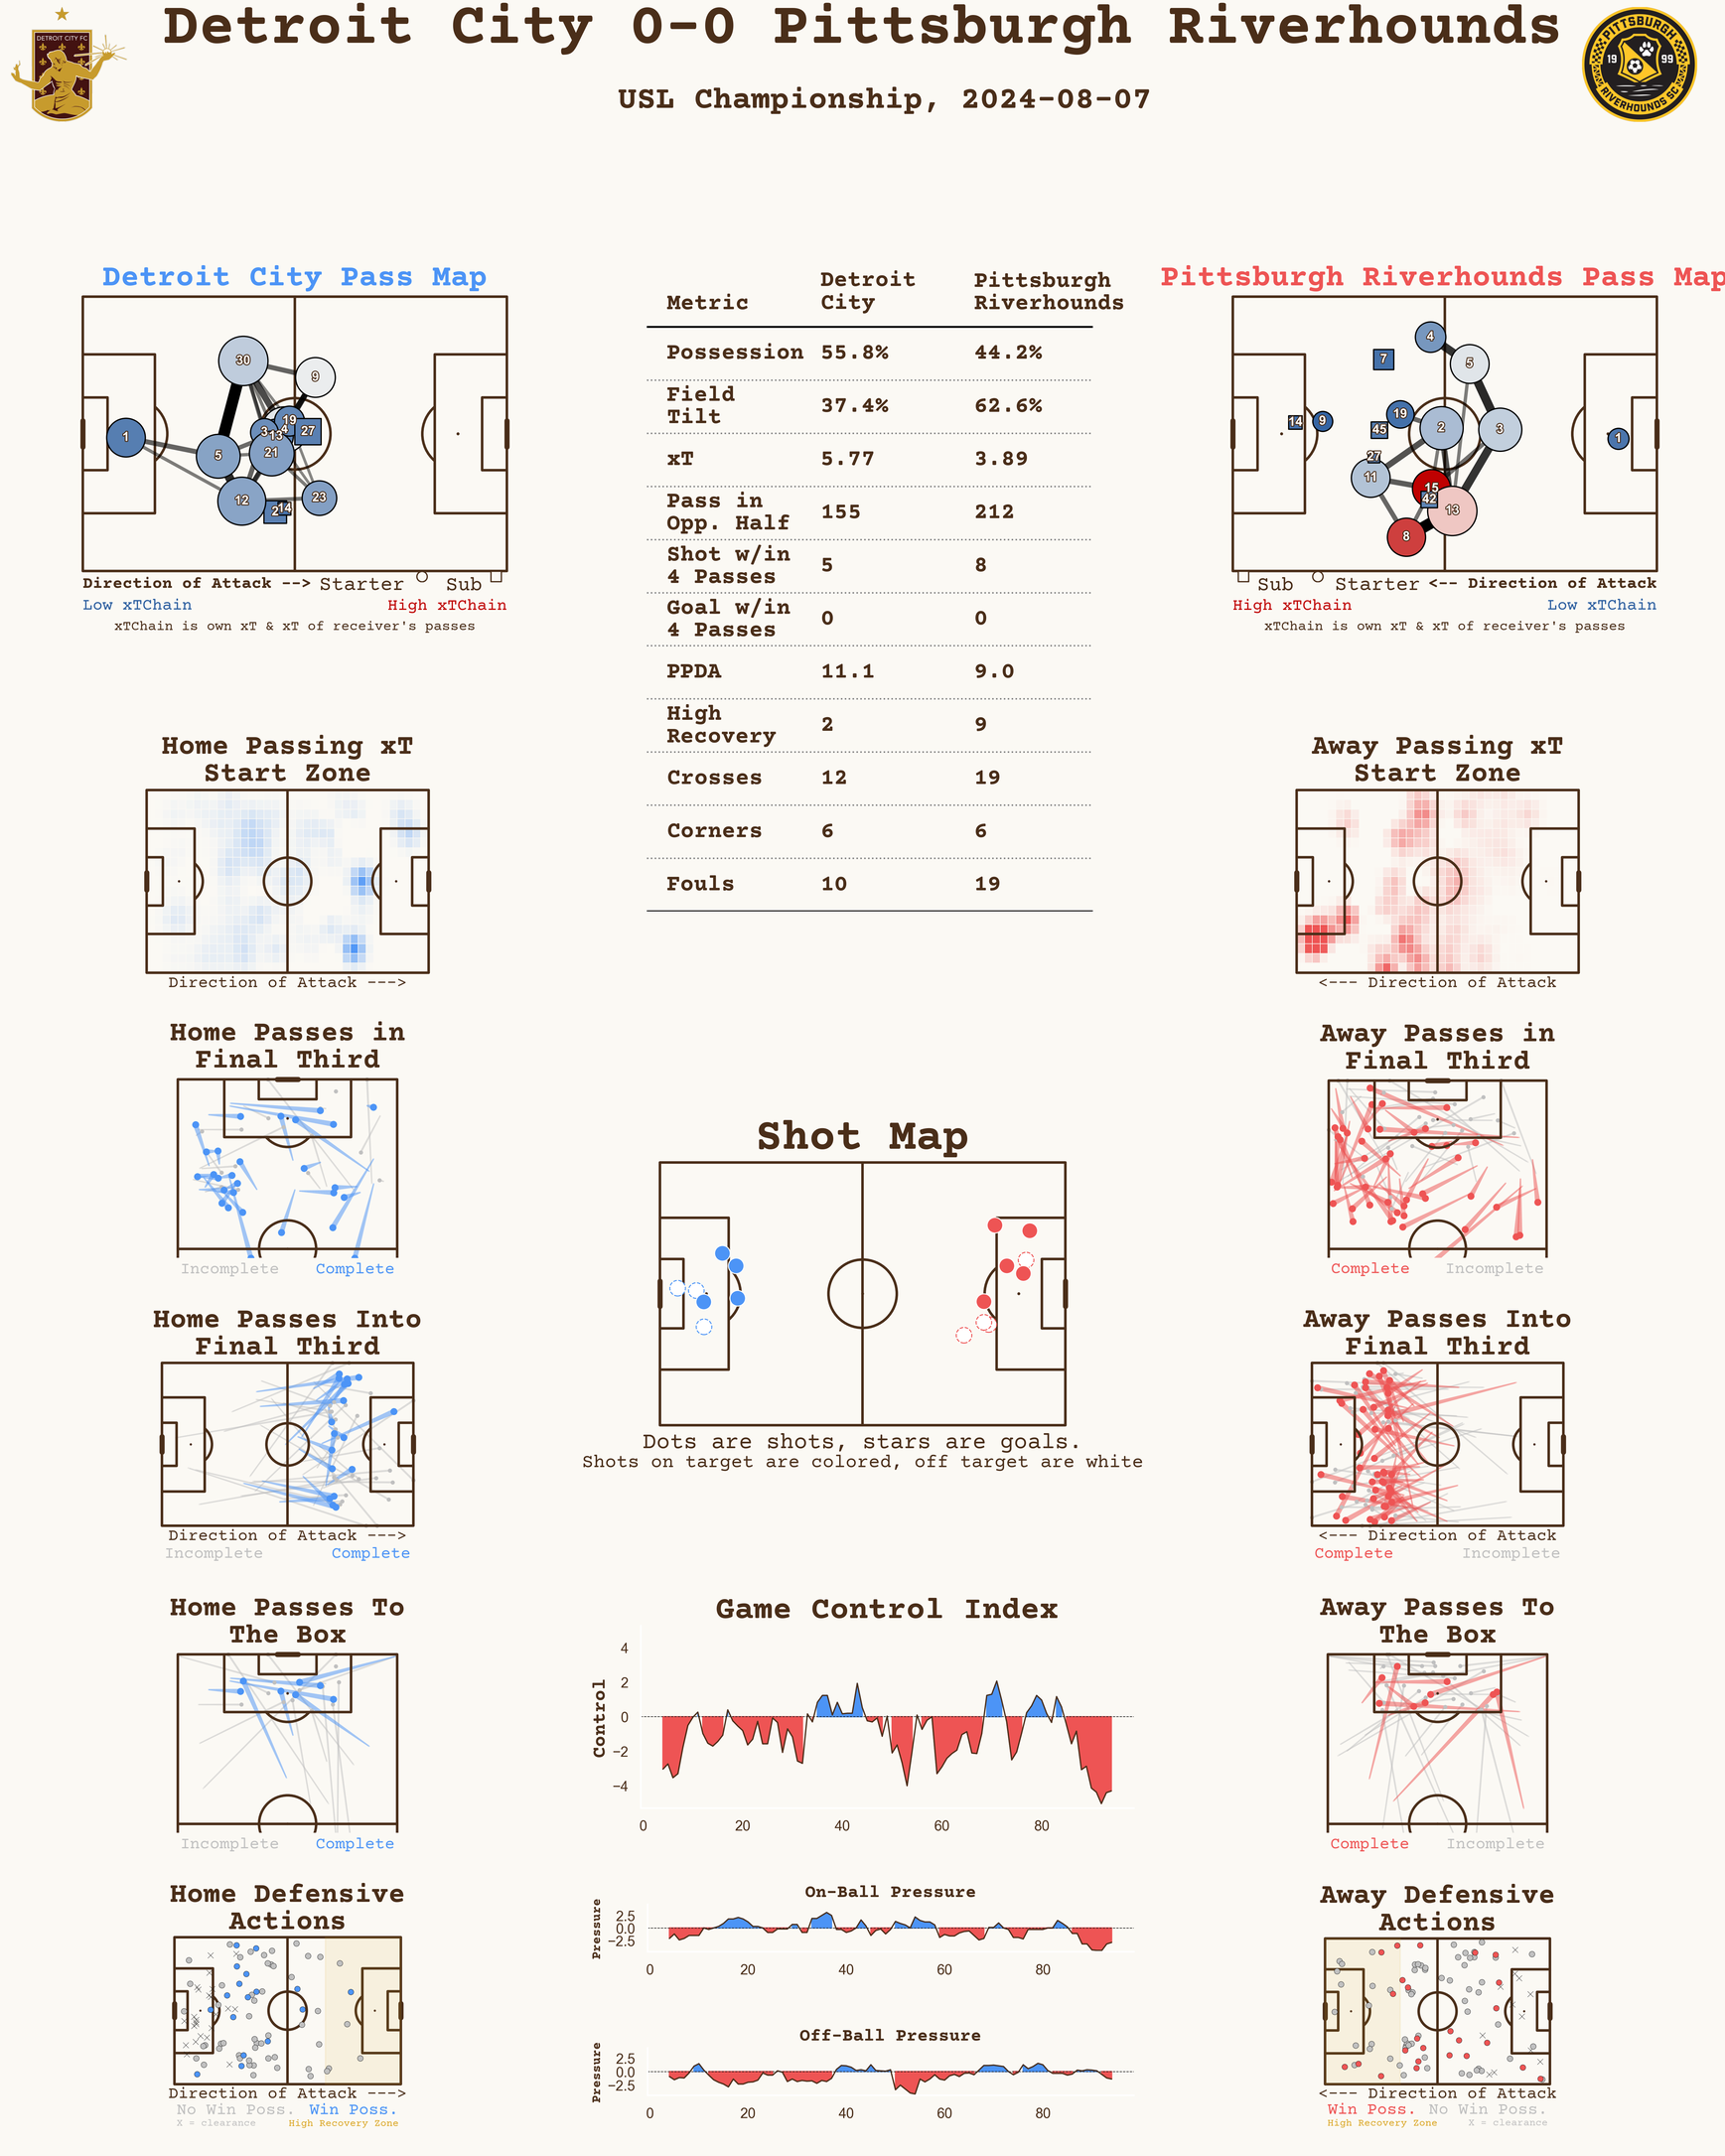 Detroit City 0-0 Pittsburgh Riverhounds
USL Championship, 2024-08-07
DETROIT CITY FC
PITTSBURGH
19 99
RIVERHOUNDS SC
Detroit City Pass Map
30
9
19
3
4
13
27
1
5
21
12
2
14
23
Direction of Attack --> Starter Sub
Low xTChain High xTChain
xTChain is own xT & xT of receiver's passes
Metric Detroit City Pittsburgh Riverhounds
Possession 55.8% 44.2%
Field Tilt 37.4% 62.6%
xT 5.77 3.89
Pass in Opp. Half 155 212
Shot w/in 4 Passes 5 8
Goal w/in 4 Passes 0 0
PPDA 11.1 9.0
High Recovery 2 9
Crosses 12 19
Corners 6 6
Fouls 10 19
Pittsburgh Riverhounds Pass Map
4
7
5
14
9
19
45
2
3
1
27
11
15
42
13
8
Sub Starter <-- Direction of Attack
High xTChain Low xTChain
xTChain is own xT & xT of receiver's passes
Home Passing xT
Start Zone
Direction of Attack --->
Home Passes in
Final Third
Incomplete Complete
Home Passes Into
Final Third
Direction of Attack --->
Incomplete Complete
Home Passes To
The Box
Incomplete Complete
Home Defensive
Actions
Direction of Attack --->
No Win Poss. Win Poss.
X = clearance High Recovery Zone
Shot Map
Dots are shots, stars are goals.
Shots on target are colored, off target are white
Game Control Index
Control
4
2
0
−2
−4
0 20 40 60 80
On-Ball Pressure
Pressure
2.5
0.0
−2.5
0 20 40 60 80
Off-Ball Pressure
Pressure
2.5
0.0
−2.5
0 20 40 60 80
Away Passing xT
Start Zone
<--- Direction of Attack
Away Passes in
Final Third
Complete Incomplete
Away Passes Into
Final Third
<--- Direction of Attack
Complete Incomplete
Away Passes To
The Box
Complete Incomplete
Away Defensive
Actions
<--- Direction of Attack
Win Poss. No Win Poss.
High Recovery Zone X = clearance